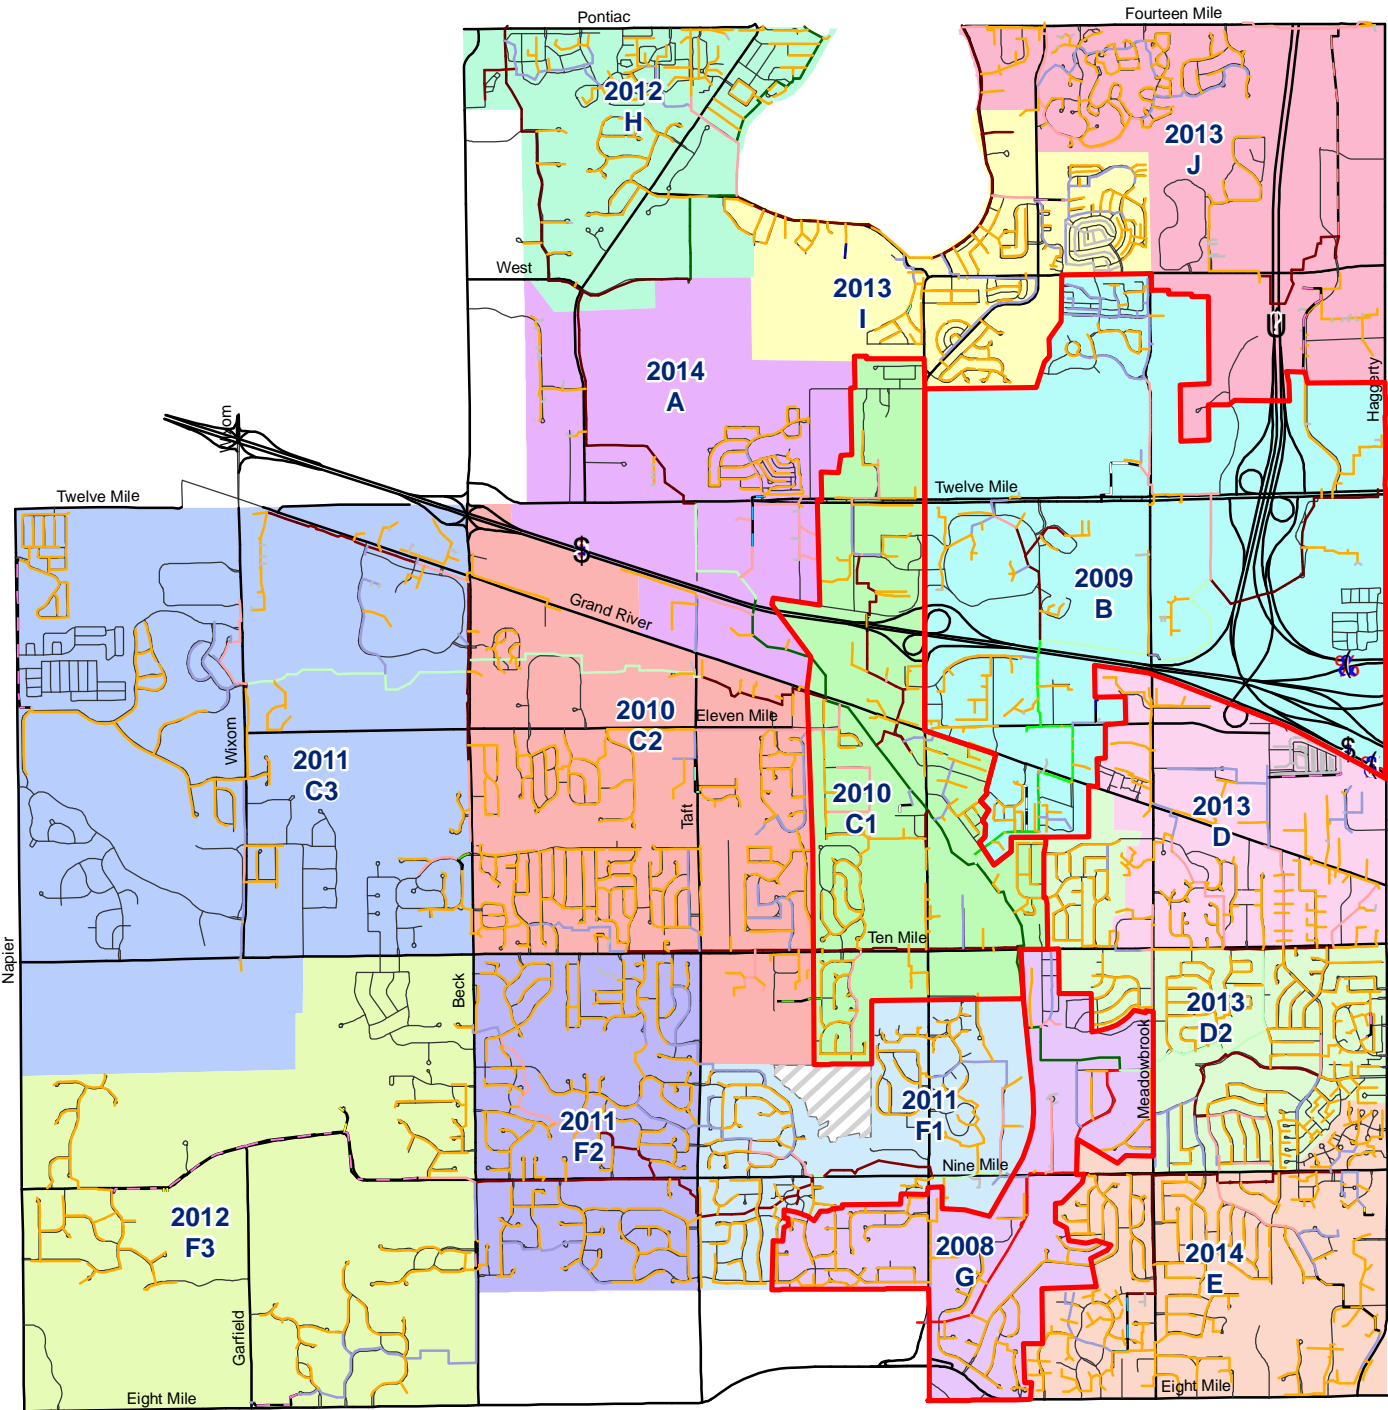 Pontiac
Fourteen Mile
2012
H
2013
J
West
2013
I
2014
A
Haggerty
Twelve Mile
Twelve Mile
2009
B
Grand River
2010
C2
Eleven Mile
Wixom
2011
C3
2010
C1
Taft
2013
D
Ten Mile
Napier
Beck
2013
D2
Meadowbrook
2011
F1
2011
F2
Nine Mile
2012
F3
2008
G
2014
E
Garfield
Eight Mile
Eight Mile